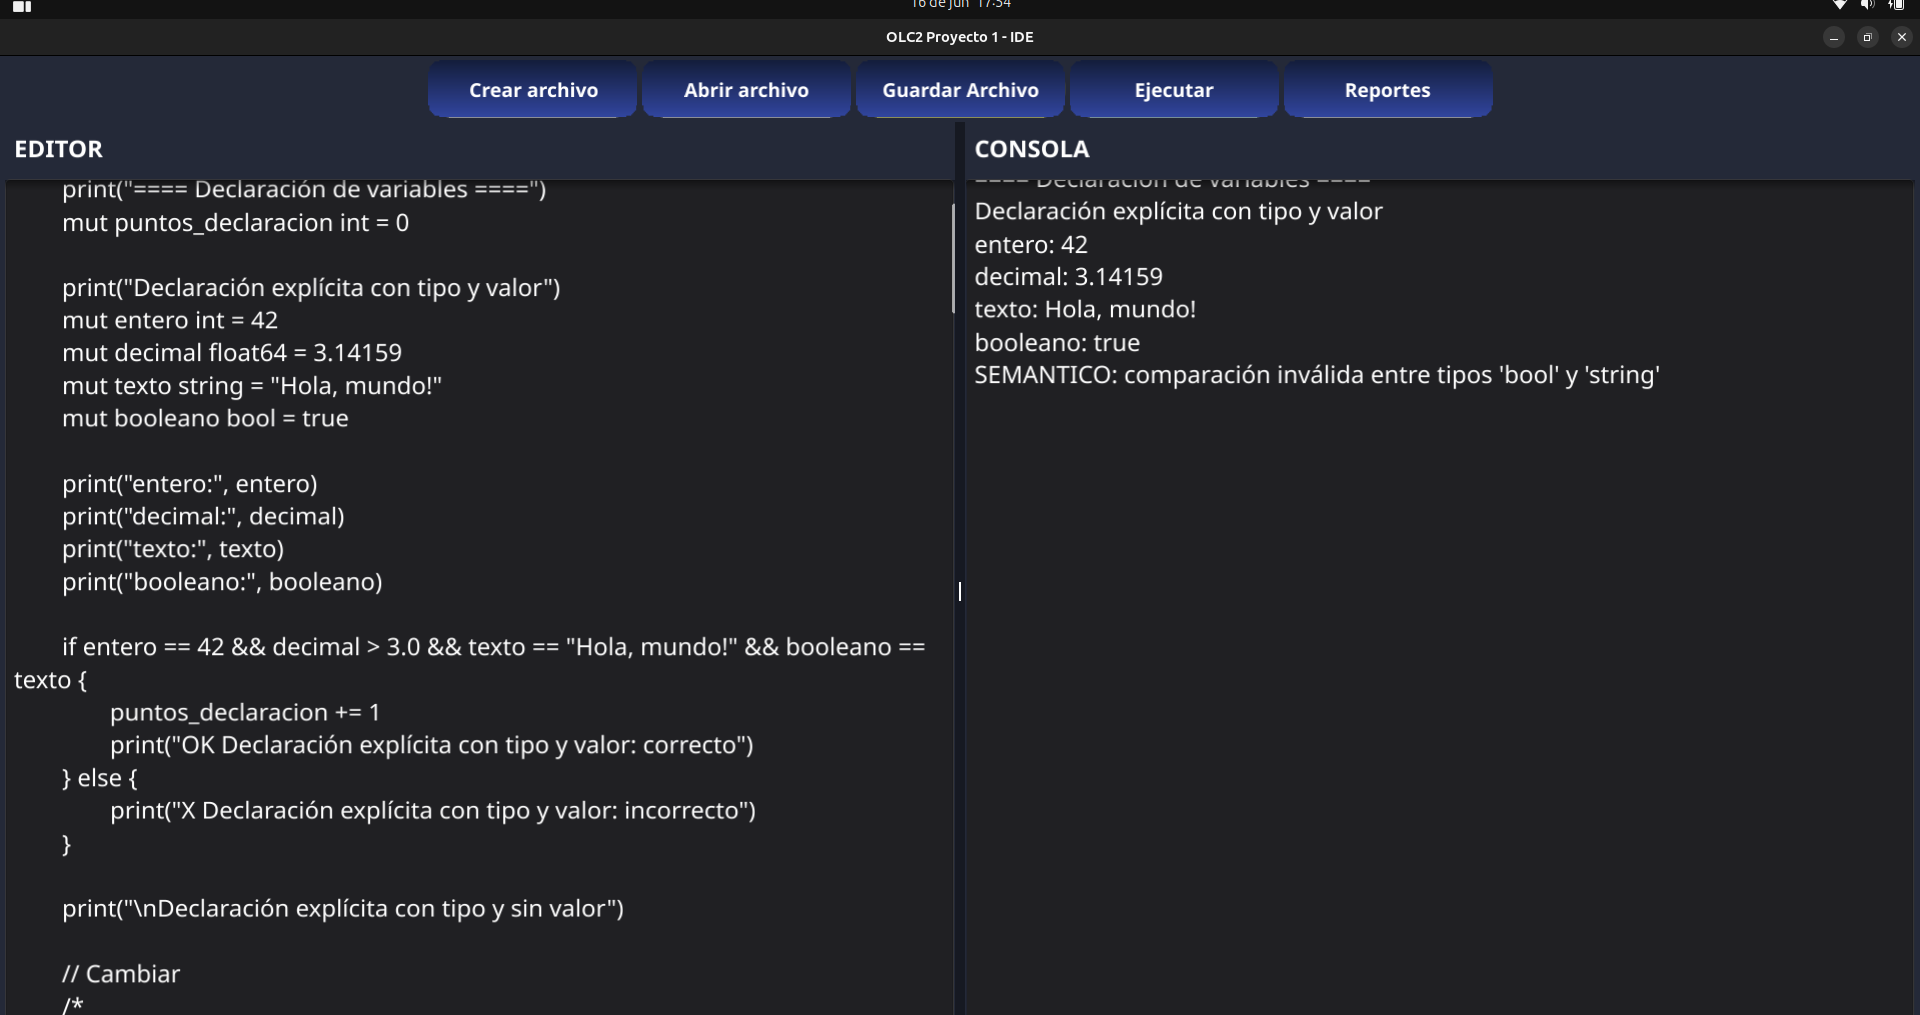 16 de jun 17:34
OLC2 Proyecto 1 - IDE
Crear archivo
Abrir archivo
Guardar Archivo
Ejecutar
Reportes
EDITOR
print("==== Declaración de variables ====")
mut puntos_declaracion int = 0
print("Declaración explícita con tipo y valor")
mut entero int = 42
mut decimal float64 = 3.14159
mut texto string = "Hola, mundo!"
mut booleano bool = true
print("entero:", entero)
print("decimal:", decimal)
print("texto:", texto)
print("booleano:", booleano)
if entero == 42 && decimal > 3.0 && texto == "Hola, mundo!" && booleano ==
texto {
puntos_declaracion += 1
print("OK Declaración explícita con tipo y valor: correcto")
} else {
print("X Declaración explícita con tipo y valor: incorrecto")
}
print("\nDeclaración explícita con tipo y sin valor")
// Cambiar
/*
CONSOLA
==== Declaración de variables ====
Declaración explícita con tipo y valor
entero: 42
decimal: 3.14159
texto: Hola, mundo!
booleano: true
SEMANTICO: comparación inválida entre tipos 'bool' y 'string'